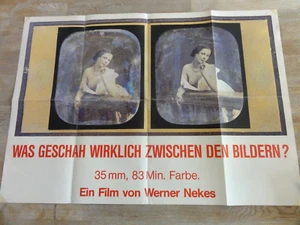 WAS GESCHAH WIRKLICH ZWISCHEN DEN BILDERN?
35 mm, 83 Min. Farbe.
Ein Film von Werner Nekes